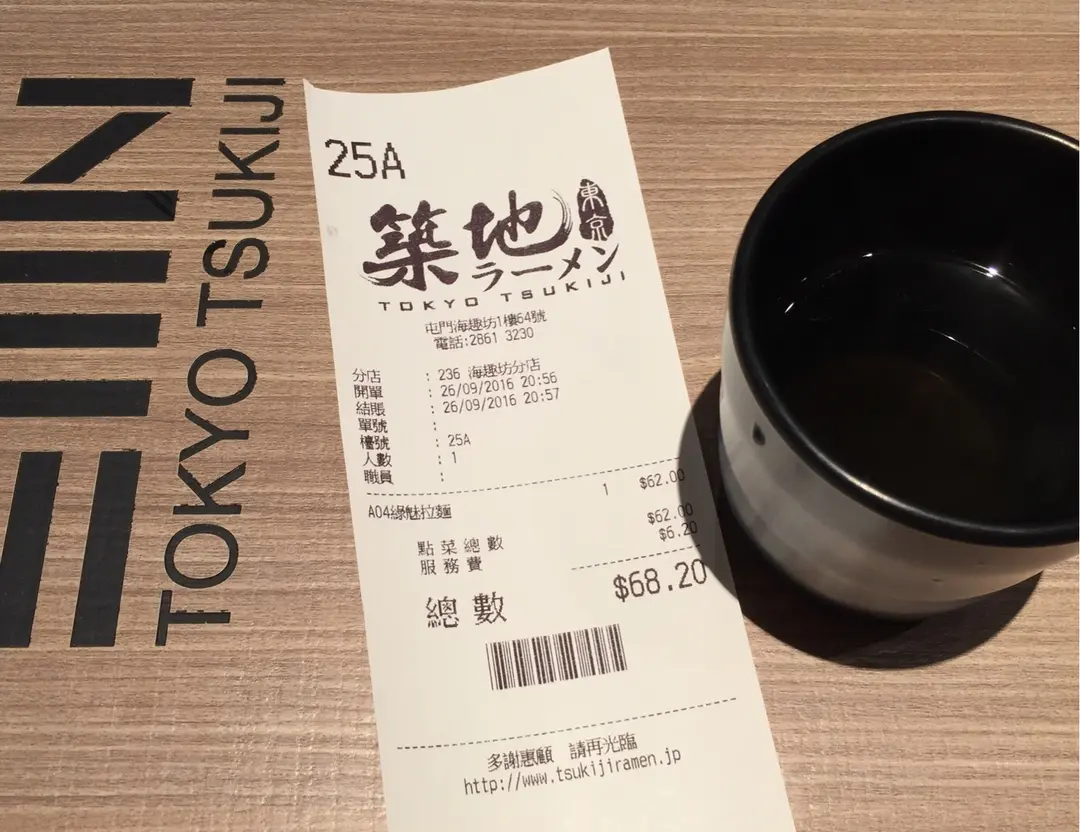 TOKYO TSUKIJI
25A
築地 東京
ラーメン
TOKYO TSUKIJI
屯門海趣坊1樓64號
電話:2861 3230
分店 : 236 海趣坊分店
開單 : 26/09/2016 20:56
結賬 : 26/09/2016 20:57
單號 :
檯號 : 25A
人數 : 1
職員 :
1 $62.00
A04綠魅拉麵
點菜總數 $62.00
服務費 $6.20
總數 $68.20
多謝惠顧 請再光臨
http://www.tsukijiramen.jp